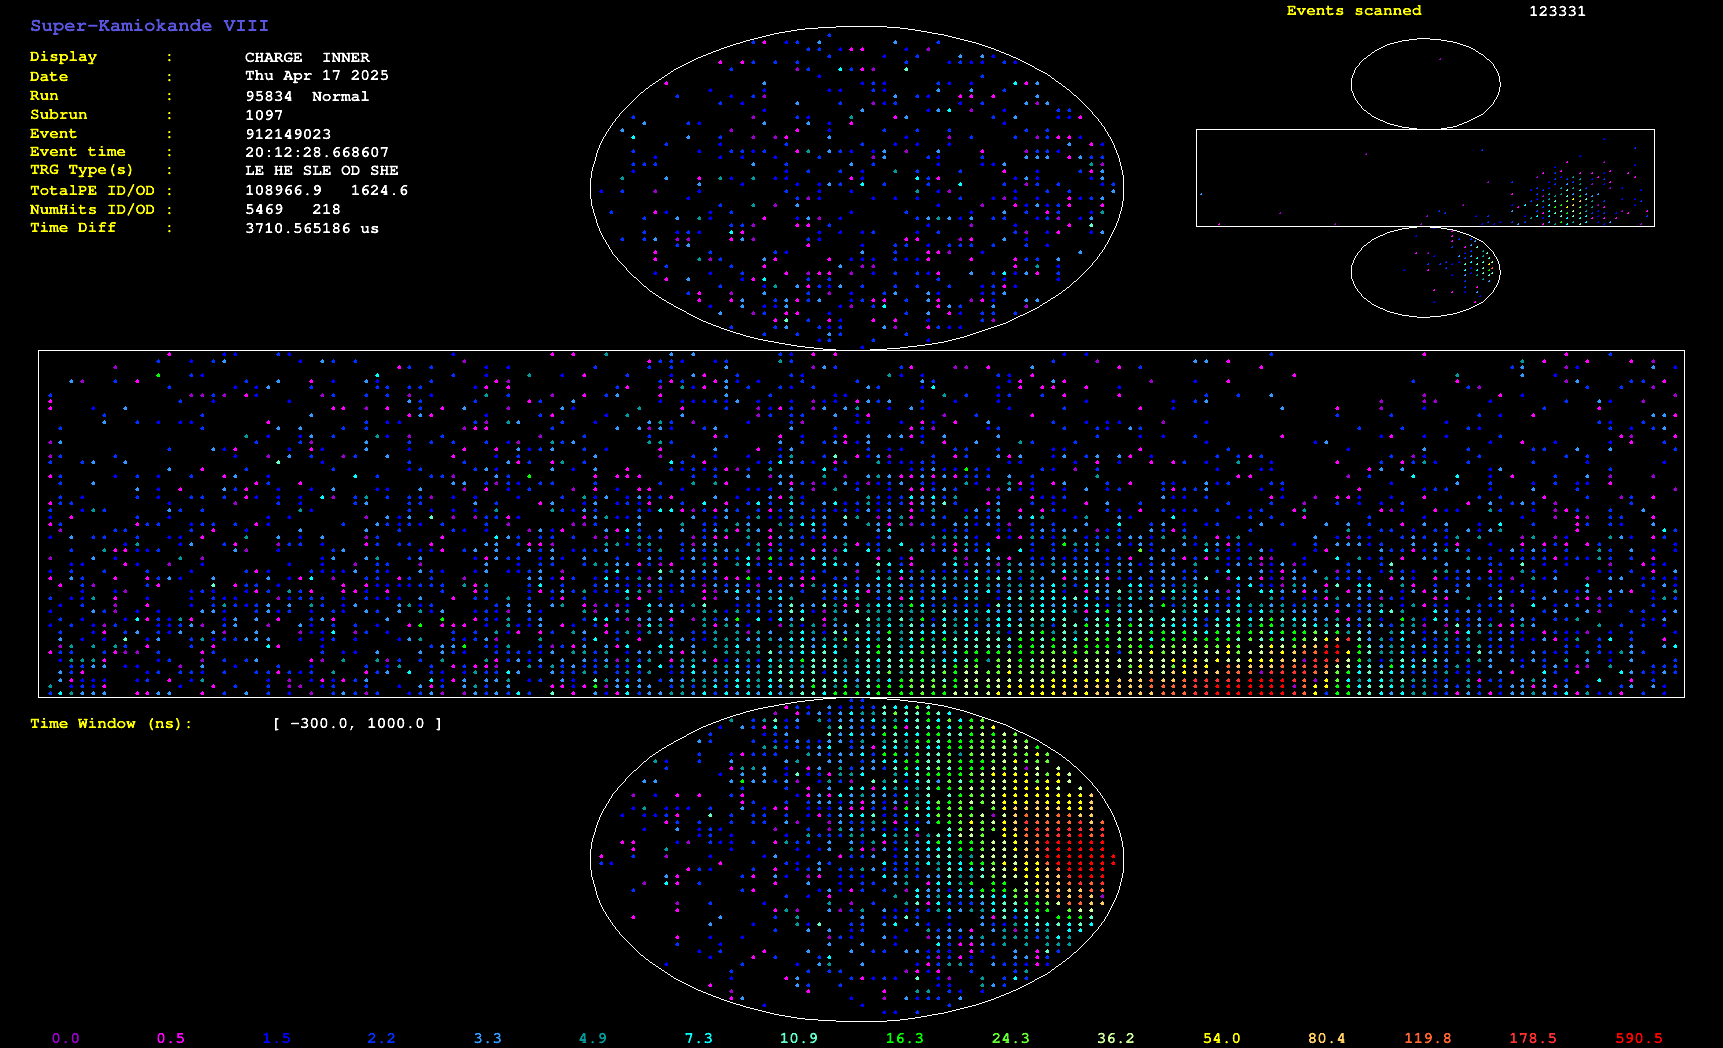 Super-Kamiokande VIII
Events scanned 123331
Display : CHARGE INNER
Date : Thu Apr 17 2025
Run : 95834 Normal
Subrun : 1097
Event : 912149023
Event time : 20:12:28.668607
TRG Type(s) : LE HE SLE OD SHE
TotalPE ID/OD : 108966.9 1624.6
NumHits ID/OD : 5469 218
Time Diff : 3710.565186 us
Time Window (ns): [ -300.0, 1000.0 ]
0.0 0.5 1.5 2.2 3.3 4.9 7.3 10.9 16.3 24.3 36.2 54.0 80.4 119.8 178.5 590.5